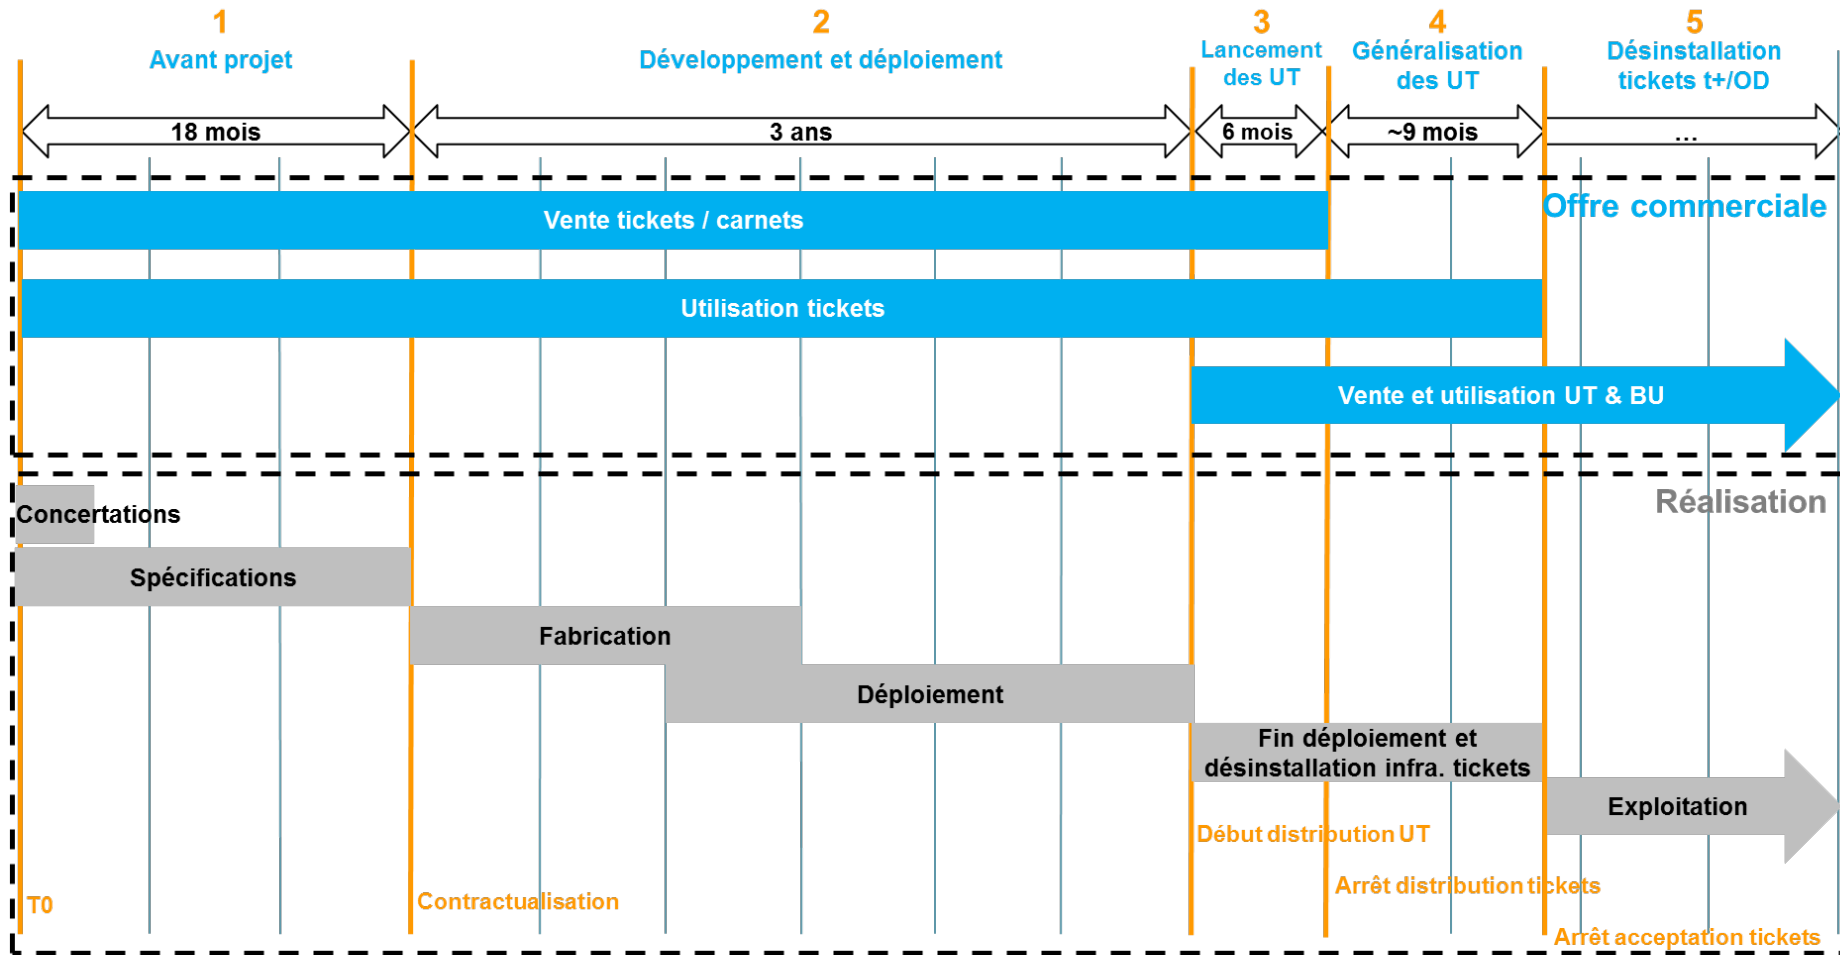 1
2
3
4
5
Avant projet
Développement et déploiement
Lancement
des UT
Généralisation
des UT
Désinstallation
tickets t+/OD
18 mois
3 ans
6 mois
~9 mois
...
Offre commerciale
Vente tickets / carnets
Utilisation tickets
Vente et utilisation UT & BU
Réalisation
Concertations
Spécifications
Fabrication
Déploiement
Fin déploiement et
désinstallation infra. tickets
Exploitation
Début distribution UT
Arrêt distribution tickets
Contractualisation
T0
Arrêt acceptation tickets